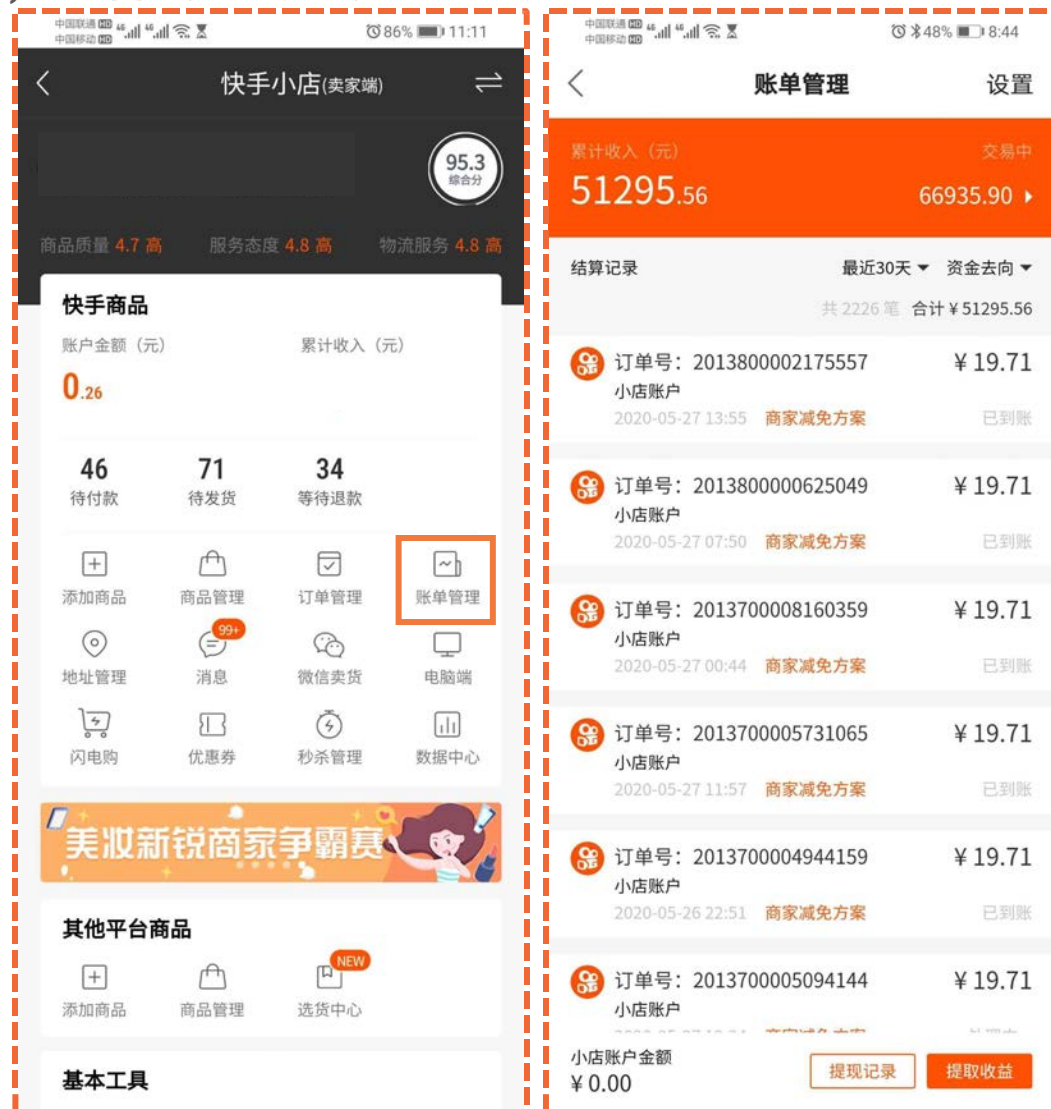 中国联通 HD 46 46
中国移动 HD
86% 11:11
快手小店(卖家端)
95.3
综合分
商品质量 4.7 高 服务态度 4.8 高 物流服务 4.8 高
快手商品
账户金额（元） 累计收入（元）
0.26
46 71 34
待付款 待发货 等待退款
添加商品 商品管理 订单管理 账单管理
99+
地址管理 消息 微信卖货 电脑端
闪电购 优惠券 秒杀管理 数据中心
美妆新锐商家争霸赛
其他平台商品
NEW
添加商品 商品管理 选货中心
基本工具
中国联通 HD 46 46
中国移动 HD
48% 8:44
账单管理 设置
累计收入（元） 交易中
51295.56 66935.90
结算记录 最近30天 资金去向
共 2226 笔 合计 ¥ 51295.56
订单号：2013800002175557 ¥ 19.71
小店账户
2020-05-27 13:55 商家减免方案 已到账
订单号：2013800000625049 ¥ 19.71
小店账户
2020-05-27 07:50 商家减免方案 已到账
订单号：2013700008160359 ¥ 19.71
小店账户
2020-05-27 00:44 商家减免方案 已到账
订单号：2013700005731065 ¥ 19.71
小店账户
2020-05-27 11:57 商家减免方案 已到账
订单号：2013700004944159 ¥ 19.71
小店账户
2020-05-26 22:51 商家减免方案 已到账
订单号：2013700005094144 ¥ 19.71
小店账户
小店账户金额
¥ 0.00
提现记录 提取收益